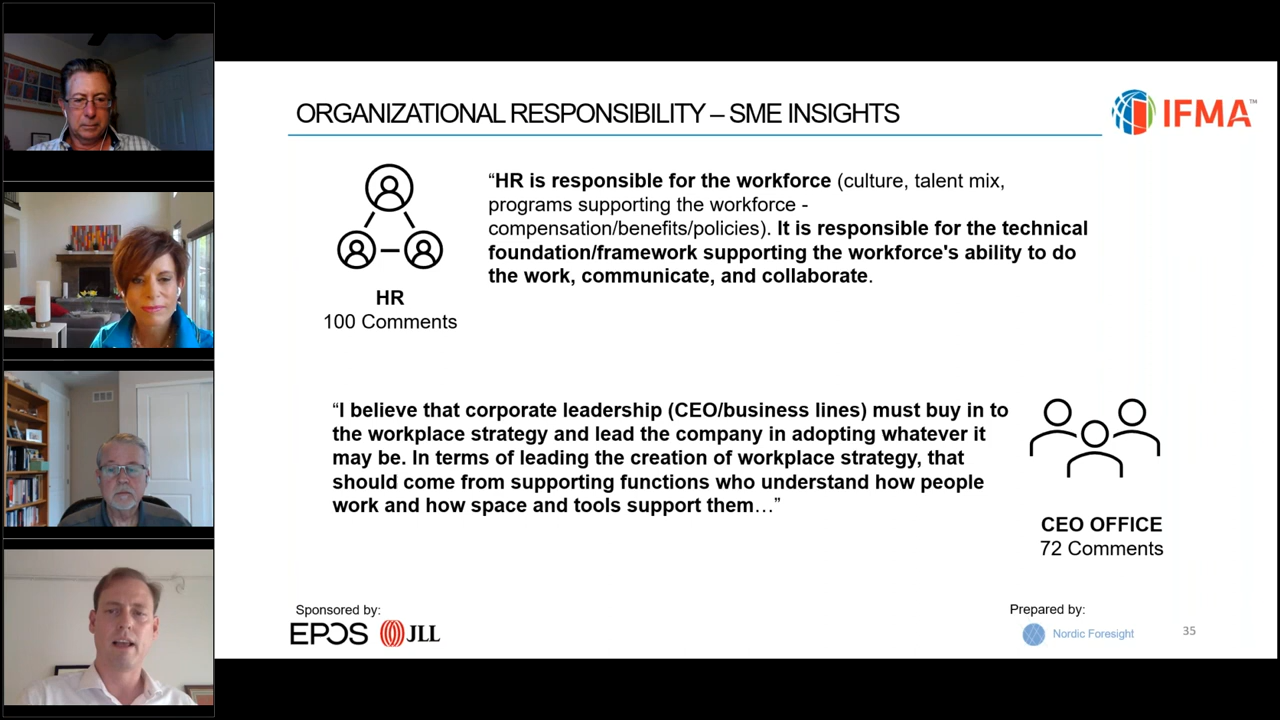 ORGANIZATIONAL RESPONSIBILITY – SME INSIGHTS
IFMA™
“HR is responsible for the workforce (culture, talent mix,
programs supporting the workforce -
compensation/benefits/policies). It is responsible for the technical
foundation/framework supporting the workforce's ability to do
the work, communicate, and collaborate.
HR
100 Comments
“I believe that corporate leadership (CEO/business lines) must buy in to
the workplace strategy and lead the company in adopting whatever it
may be. In terms of leading the creation of workplace strategy, that
should come from supporting functions who understand how people
work and how space and tools support them…”
CEO OFFICE
72 Comments
Sponsored by:
EPOS JLL
Prepared by:
Nordic Foresight
35